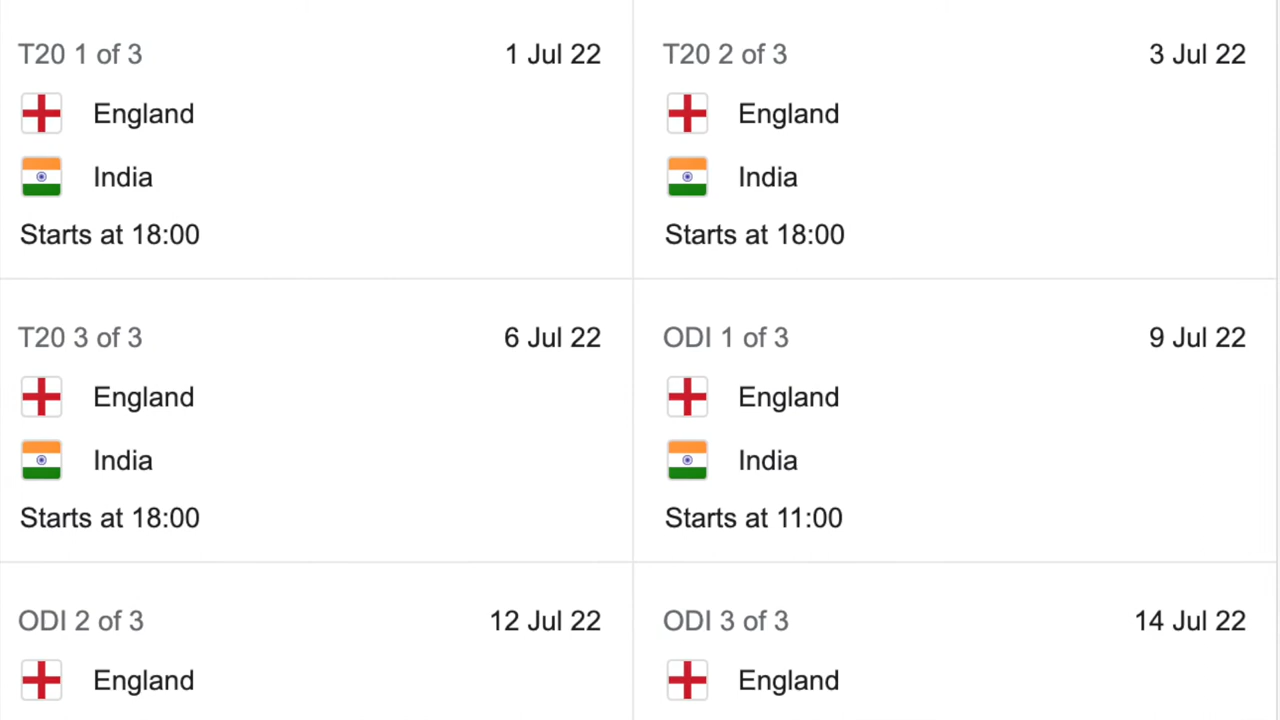 T20 1 of 3 1 Jul 22
England
India
Starts at 18:00
T20 2 of 3 3 Jul 22
England
India
Starts at 18:00
T20 3 of 3 6 Jul 22
England
India
Starts at 18:00
ODI 1 of 3 9 Jul 22
England
India
Starts at 11:00
ODI 2 of 3 12 Jul 22
England
ODI 3 of 3 14 Jul 22
England